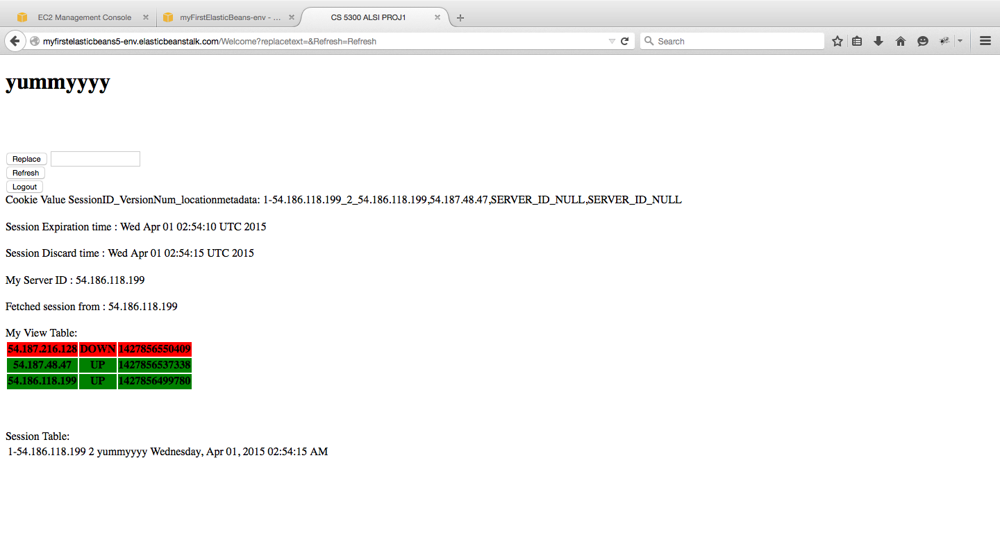 EC2 Management Console
myFirstElasticBeans-env - ...
CS 5300 ALSI PROJ1
myfirstelasticbeans5-env.elasticbeanstalk.com/Welcome?replacetext=&Refresh=Refresh
Search
yummyyyy
Replace
Refresh
Logout
Cookie Value SessionID_VersionNum_locationmetadata: 1-54.186.118.199_2_54.186.118.199,54.187.48.47,SERVER_ID_NULL,SERVER_ID_NULL
Session Expiration time : Wed Apr 01 02:54:10 UTC 2015
Session Discard time : Wed Apr 01 02:54:15 UTC 2015
My Server ID : 54.186.118.199
Fetched session from : 54.186.118.199
My View Table:
54.187.216.128 DOWN 1427856550409
54.187.48.47 UP 1427856537338
54.186.118.199 UP 1427856499780
Session Table:
1-54.186.118.199 2 yummyyyy Wednesday, Apr 01, 2015 02:54:15 AM